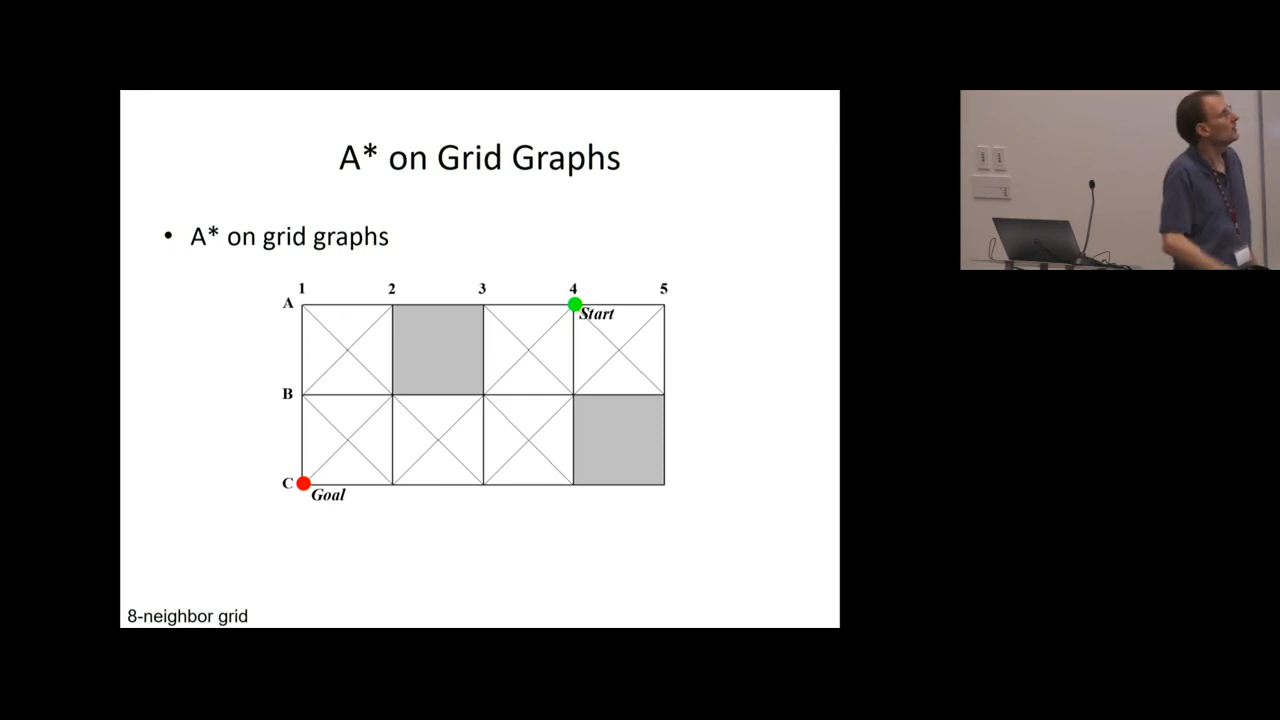 A* on Grid Graphs
• A* on grid graphs
1 2 3 4 5
A
Start
B
C
Goal
8-neighbor grid